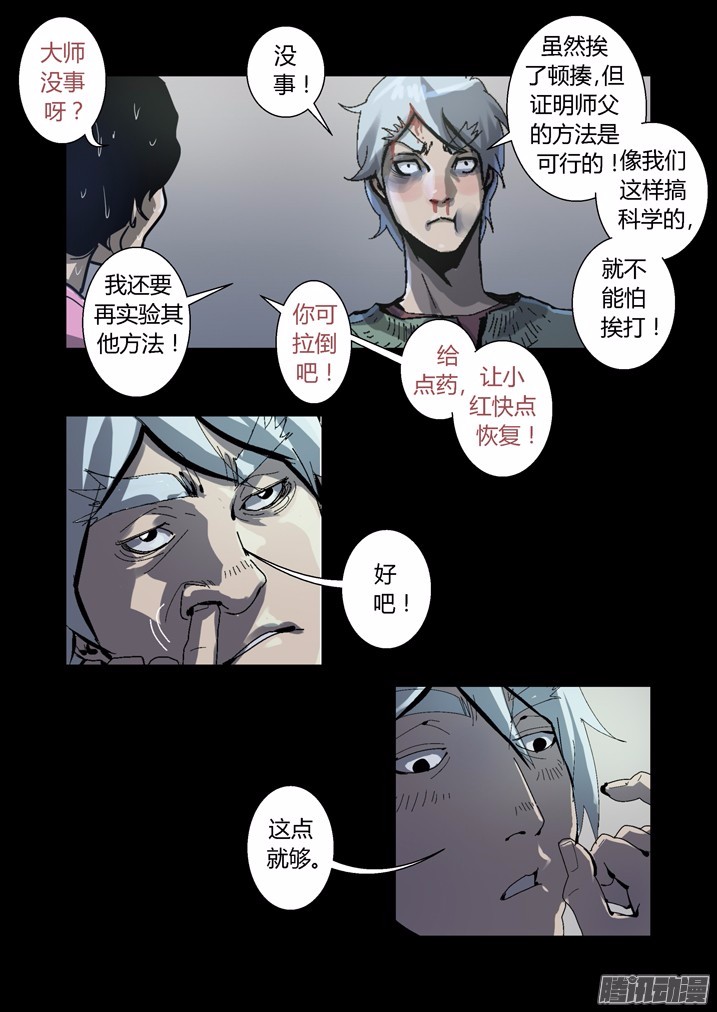 大师
没事
呀？
没
事！
虽然挨
了顿揍，但
证明师父
的方法是
可行的！
像我们
这样搞
科学的，
就不
能怕
挨打！
我还要
再实验其
他方法！
你可
拉倒
吧！
给
点药，
让小
红快点
恢复！
好
吧！
这点
就够。
腾讯动漫